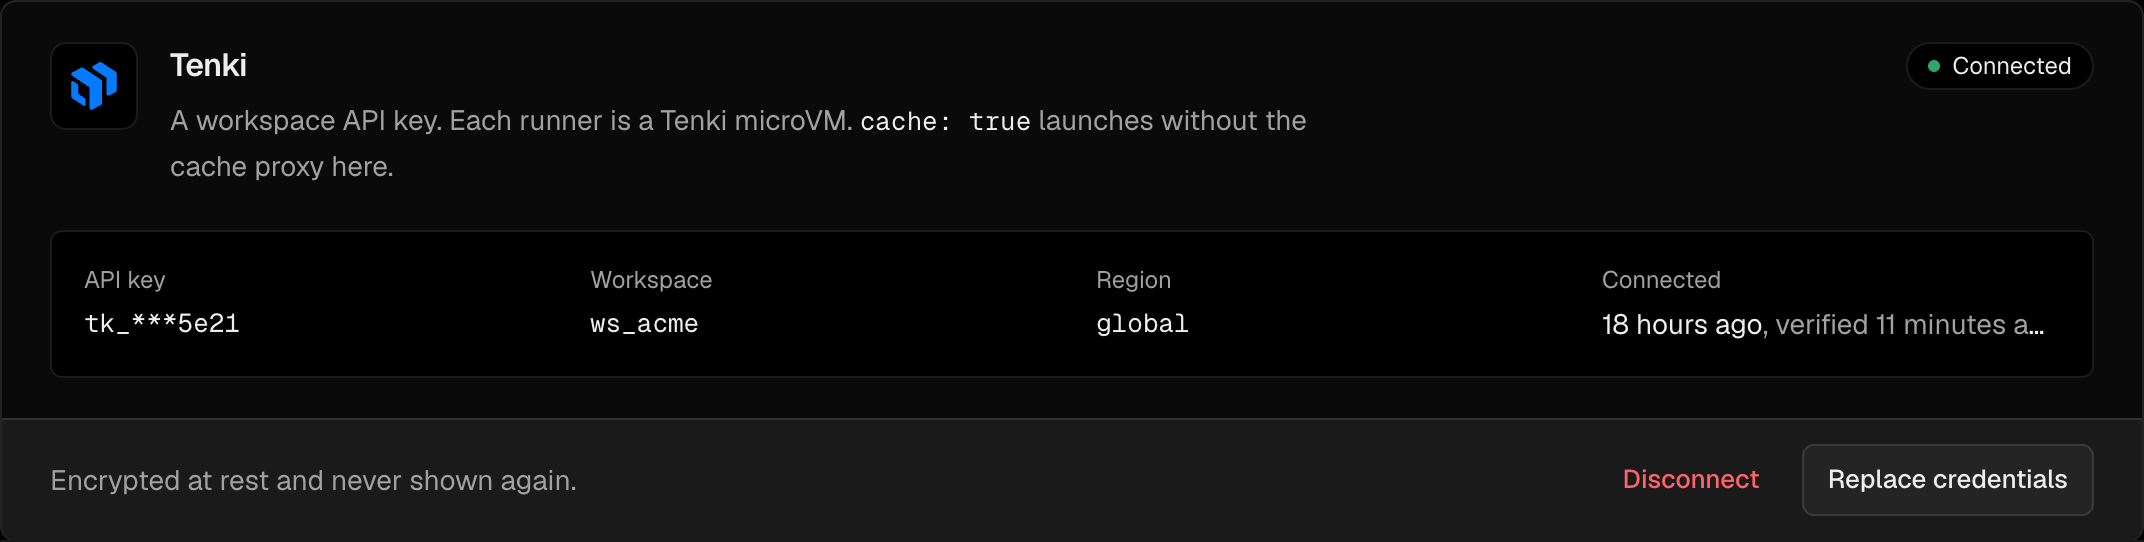 Tenki
Connected
A workspace API key. Each runner is a Tenki microVM. cache: true launches without the
cache proxy here.
API key
tk_***5e21
Workspace
ws_acme
Region
global
Connected
18 hours ago, verified 11 minutes a...
Encrypted at rest and never shown again.
Disconnect
Replace credentials